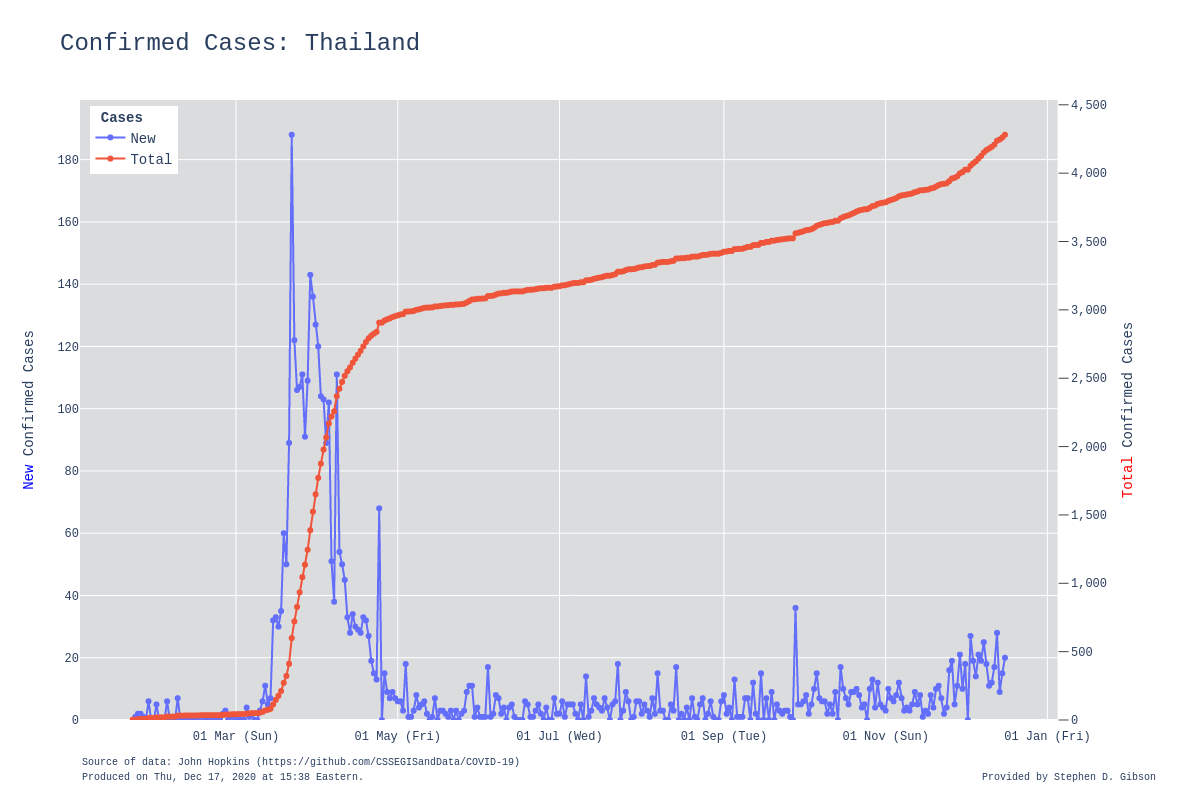 Confirmed Cases: Thailand
Cases
New
Total
180
160
140
120
100
80
60
40
20
0
4,500
4,000
3,500
3,000
2,500
2,000
1,500
1,000
500
0
New Confirmed Cases
Total Confirmed Cases
01 Mar (Sun)
01 May (Fri)
01 Jul (Wed)
01 Sep (Tue)
01 Nov (Sun)
01 Jan (Fri)
Source of data: John Hopkins (https://github.com/CSSEGISandData/COVID-19)
Produced on Thu, Dec 17, 2020 at 15:38 Eastern.
Provided by Stephen D. Gibson